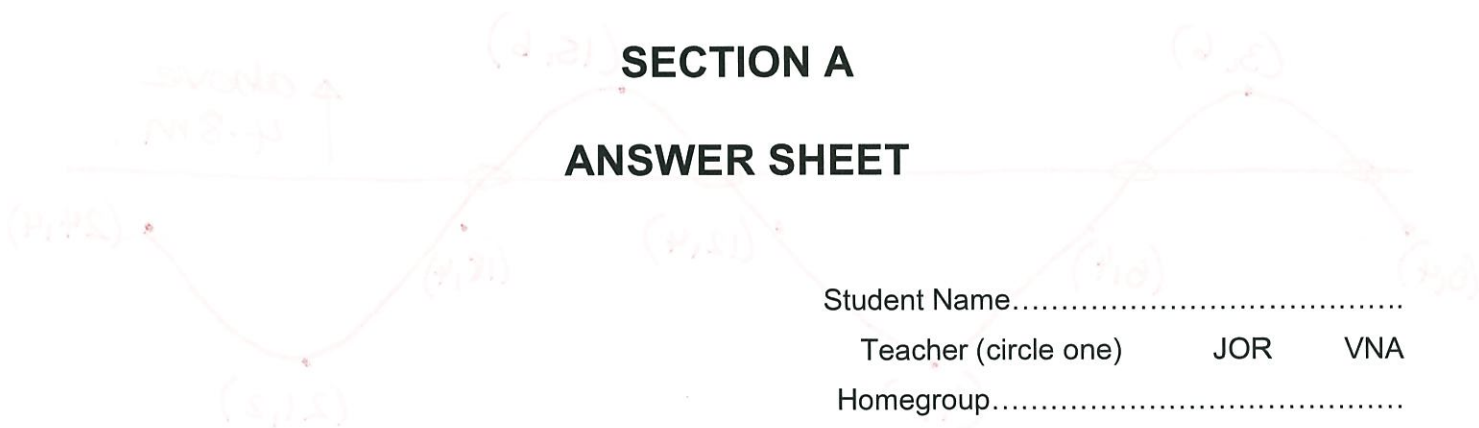 SECTION A
ANSWER SHEET
Student Name............................................
Teacher (circle one) JOR VNA
Homegroup..............................................